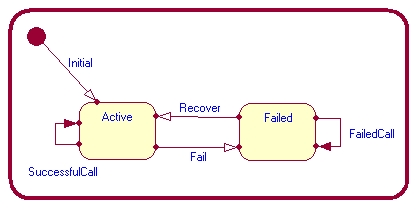 Initial
Active
Recover
Failed
FailedCall
Fail
SuccessfulCall